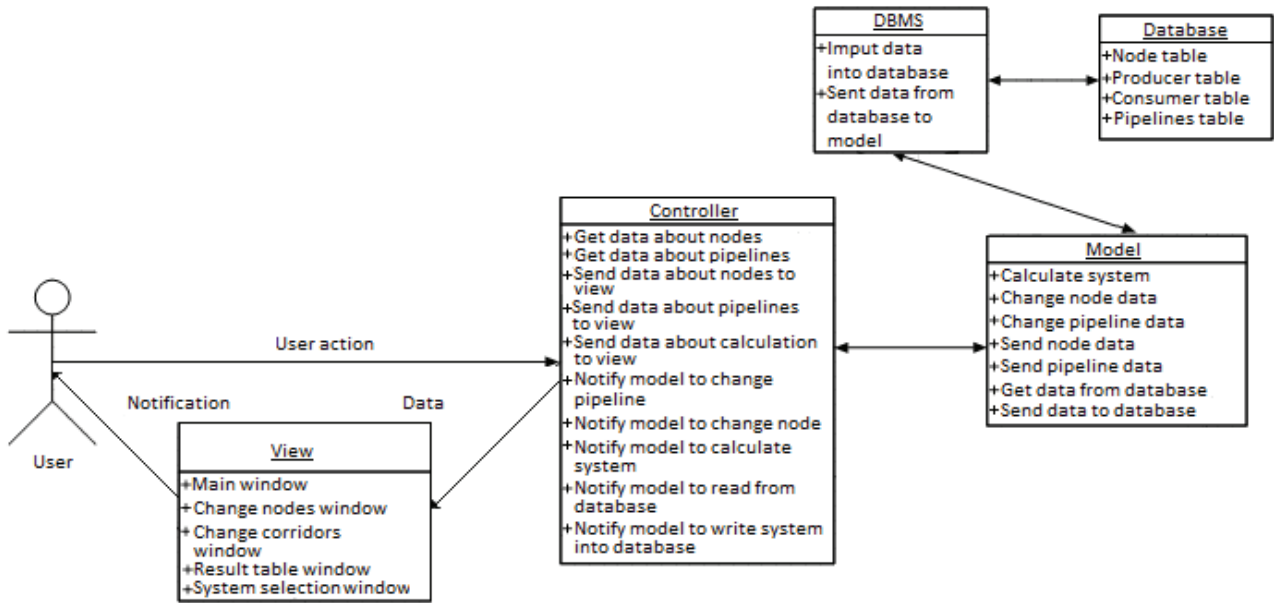 DBMS
+Imput data
into database
+Sent data from
database to
model
Database
+Node table
+Producer table
+Consumer table
+Pipelines table
Controller
+Get data about nodes
+Get data about pipelines
+Send data about nodes to
view
+Send data about pipelines
to view
+Send data about calculation
to view
+Notify model to change
pipeline
+Notify model to change node
+Notify model to calculate
system
+Notify model to read from
database
+Notify model to write system
into database
Model
+Calculate system
+Change node data
+Change pipeline data
+Send node data
+Send pipeline data
+Get data from database
+Send data to database
User action
Notification
Data
User
View
+Main window
+Change nodes window
+Change corridors
window
+Result table window
+System selection window